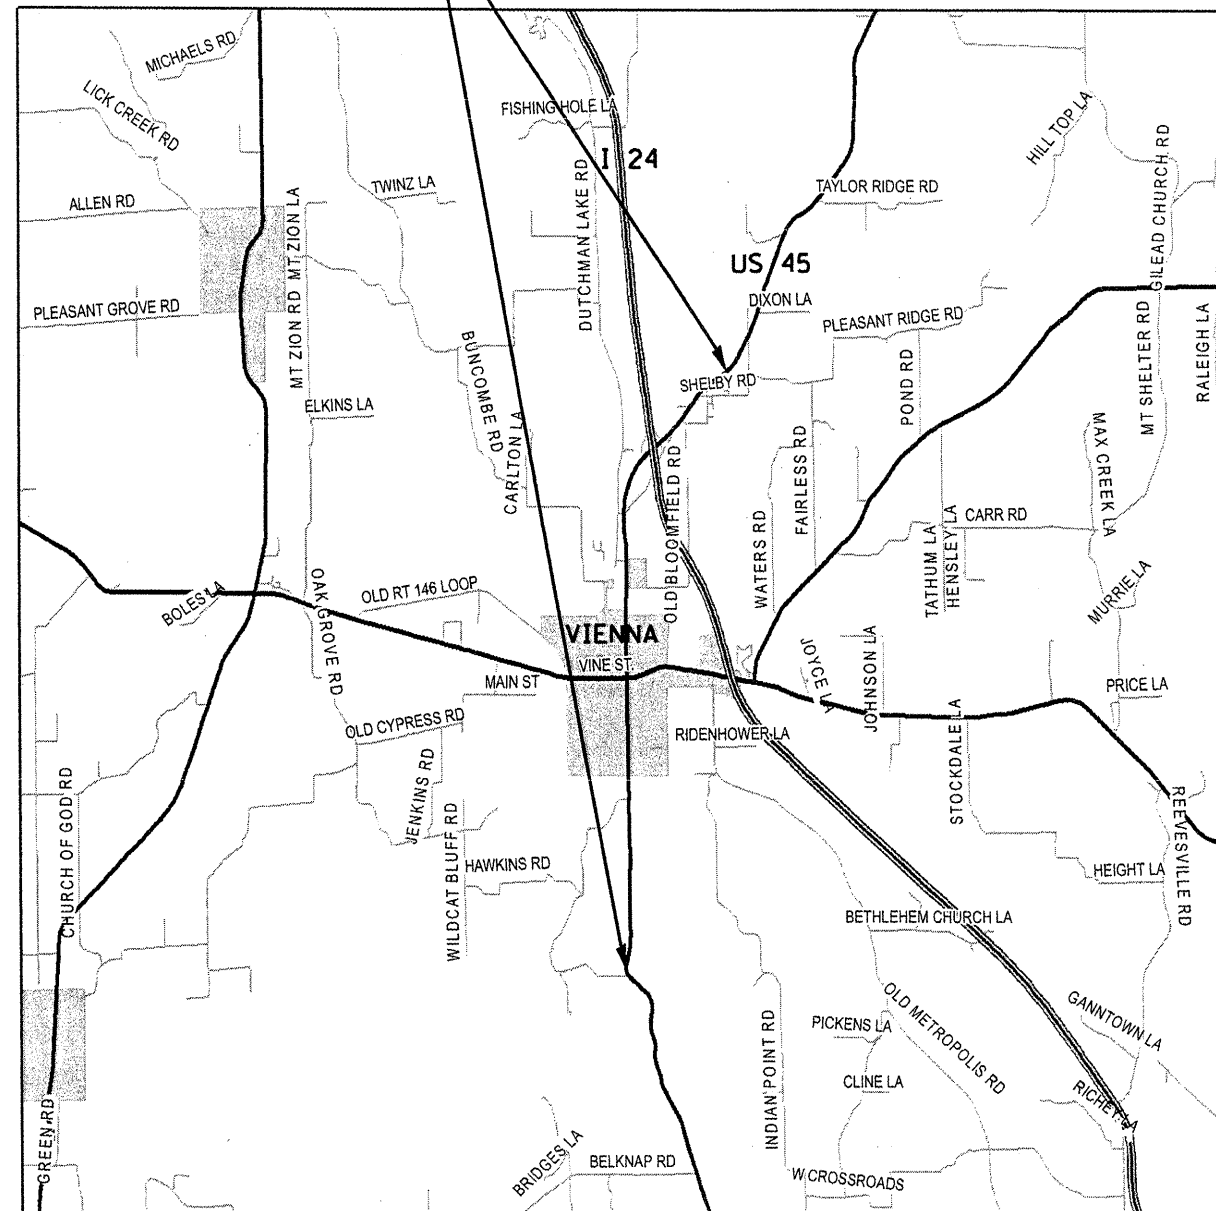 MICHAELS RD
LICK CREEK RD
FISHING HOLE LA
HILL TOP LA
I 24
TWINZ LA
TAYLOR RIDGE RD
ALLEN RD
MT ZION LA
DUTCHMAN LAKE RD
GILEAD CHURCH RD
US 45
DIXON LA
PLEASANT GROVE RD
MT ZION RD
PLEASANT RIDGE RD
MT SHELTER RD
RALEIGH LA
BUNCOMBE RD
SHELBY RD
POND RD
ELKINS LA
CARLTON LA
OLD BLOOMFIELD RD
FAIRLESS RD
MAX CREEK LA
WATERS RD
CARR RD
TATHUM LA
HENSLEY LA
BOLES LA
OAK GROVE RD
OLD RT 146 LOOP
MURRIE LA
VIENNA
VINE ST.
MAIN ST
JOYCE LA
JOHNSON LA
PRICE LA
OLD CYPRESS RD
RIDENHOWER LA
STOCKDALE LA
JENKINS RD
CHURCH OF GOD RD
WILDCAT BLUFF RD
HAWKINS RD
HEIGHT LA
REEVESVILLE RD
BETHLEHEM CHURCH LA
OLD METROPOLIS RD
PICKENS LA
GANNTOWN LA
INDIAN POINT RD
CLINE LA
RICHEY LA
GREEN RD
BRIDGES LA
BELKNAP RD
W CROSSROADS